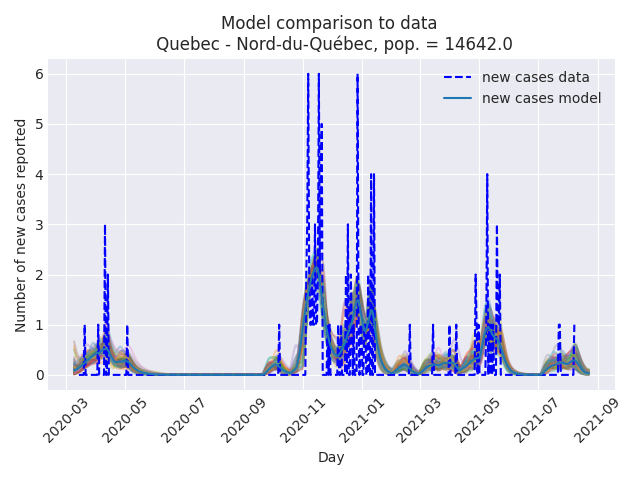 Model comparison to data
Quebec - Nord-du-Québec, pop. = 14642.0
new cases data
new cases model
Number of new cases reported
6
5
4
3
2
1
0
2020-03
2020-05
2020-07
2020-09
2020-11
2021-01
2021-03
2021-05
2021-07
2021-09
Day